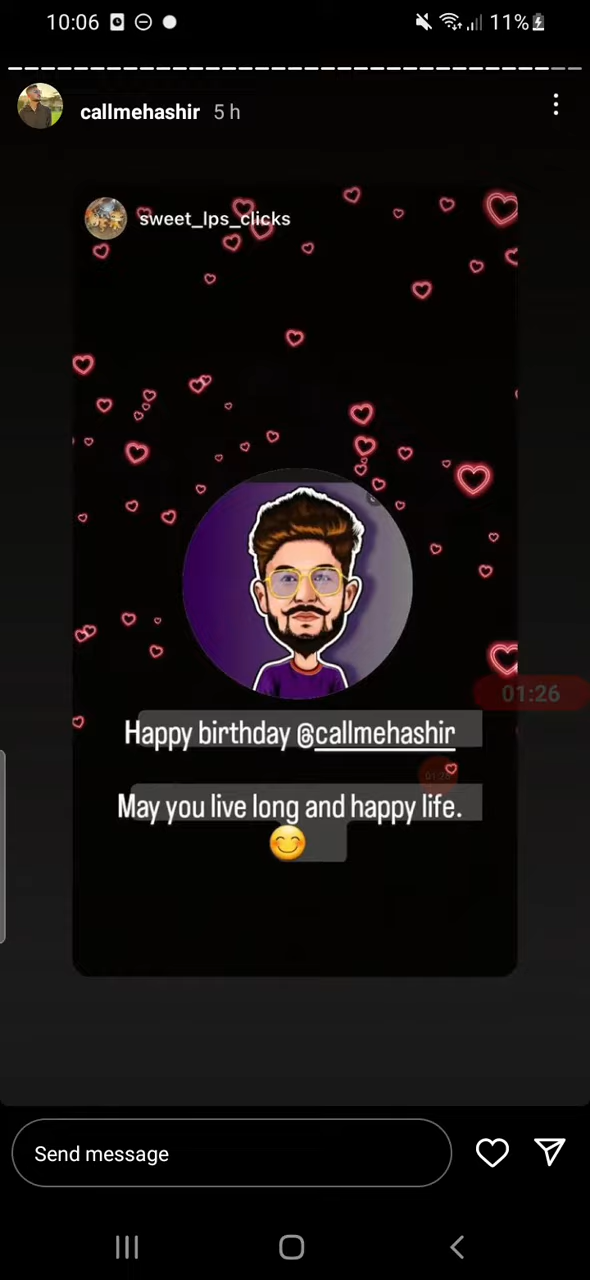 10:06
11%
callmehashir 5 h
sweet_lps_clicks
01:26
Happy birthday @callmehashir
May you live long and happy life.
😊
Send message